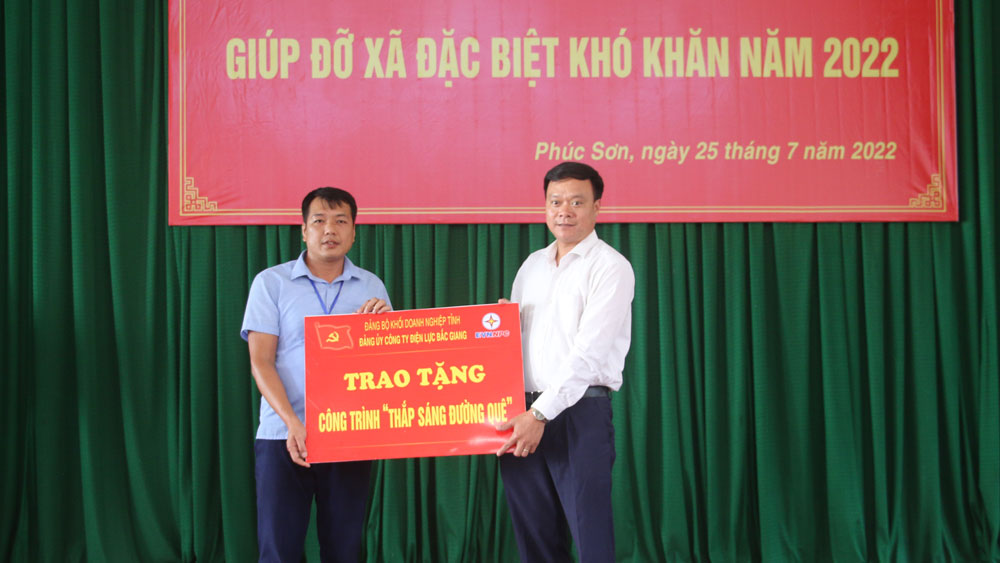 GIÚP ĐỠ XÃ ĐẶC BIỆT KHÓ KHĂN NĂM 2022
Phúc Sơn, ngày 25 tháng 7 năm 2022
ĐẢNG BỘ KHỐI DOANH NGHIỆP TỈNH
ĐẢNG ỦY CÔNG TY ĐIỆN LỰC BẮC GIANG
EVNNPC
TRAO TẶNG
CÔNG TRÌNH "THẮP SÁNG ĐƯỜNG QUÊ"